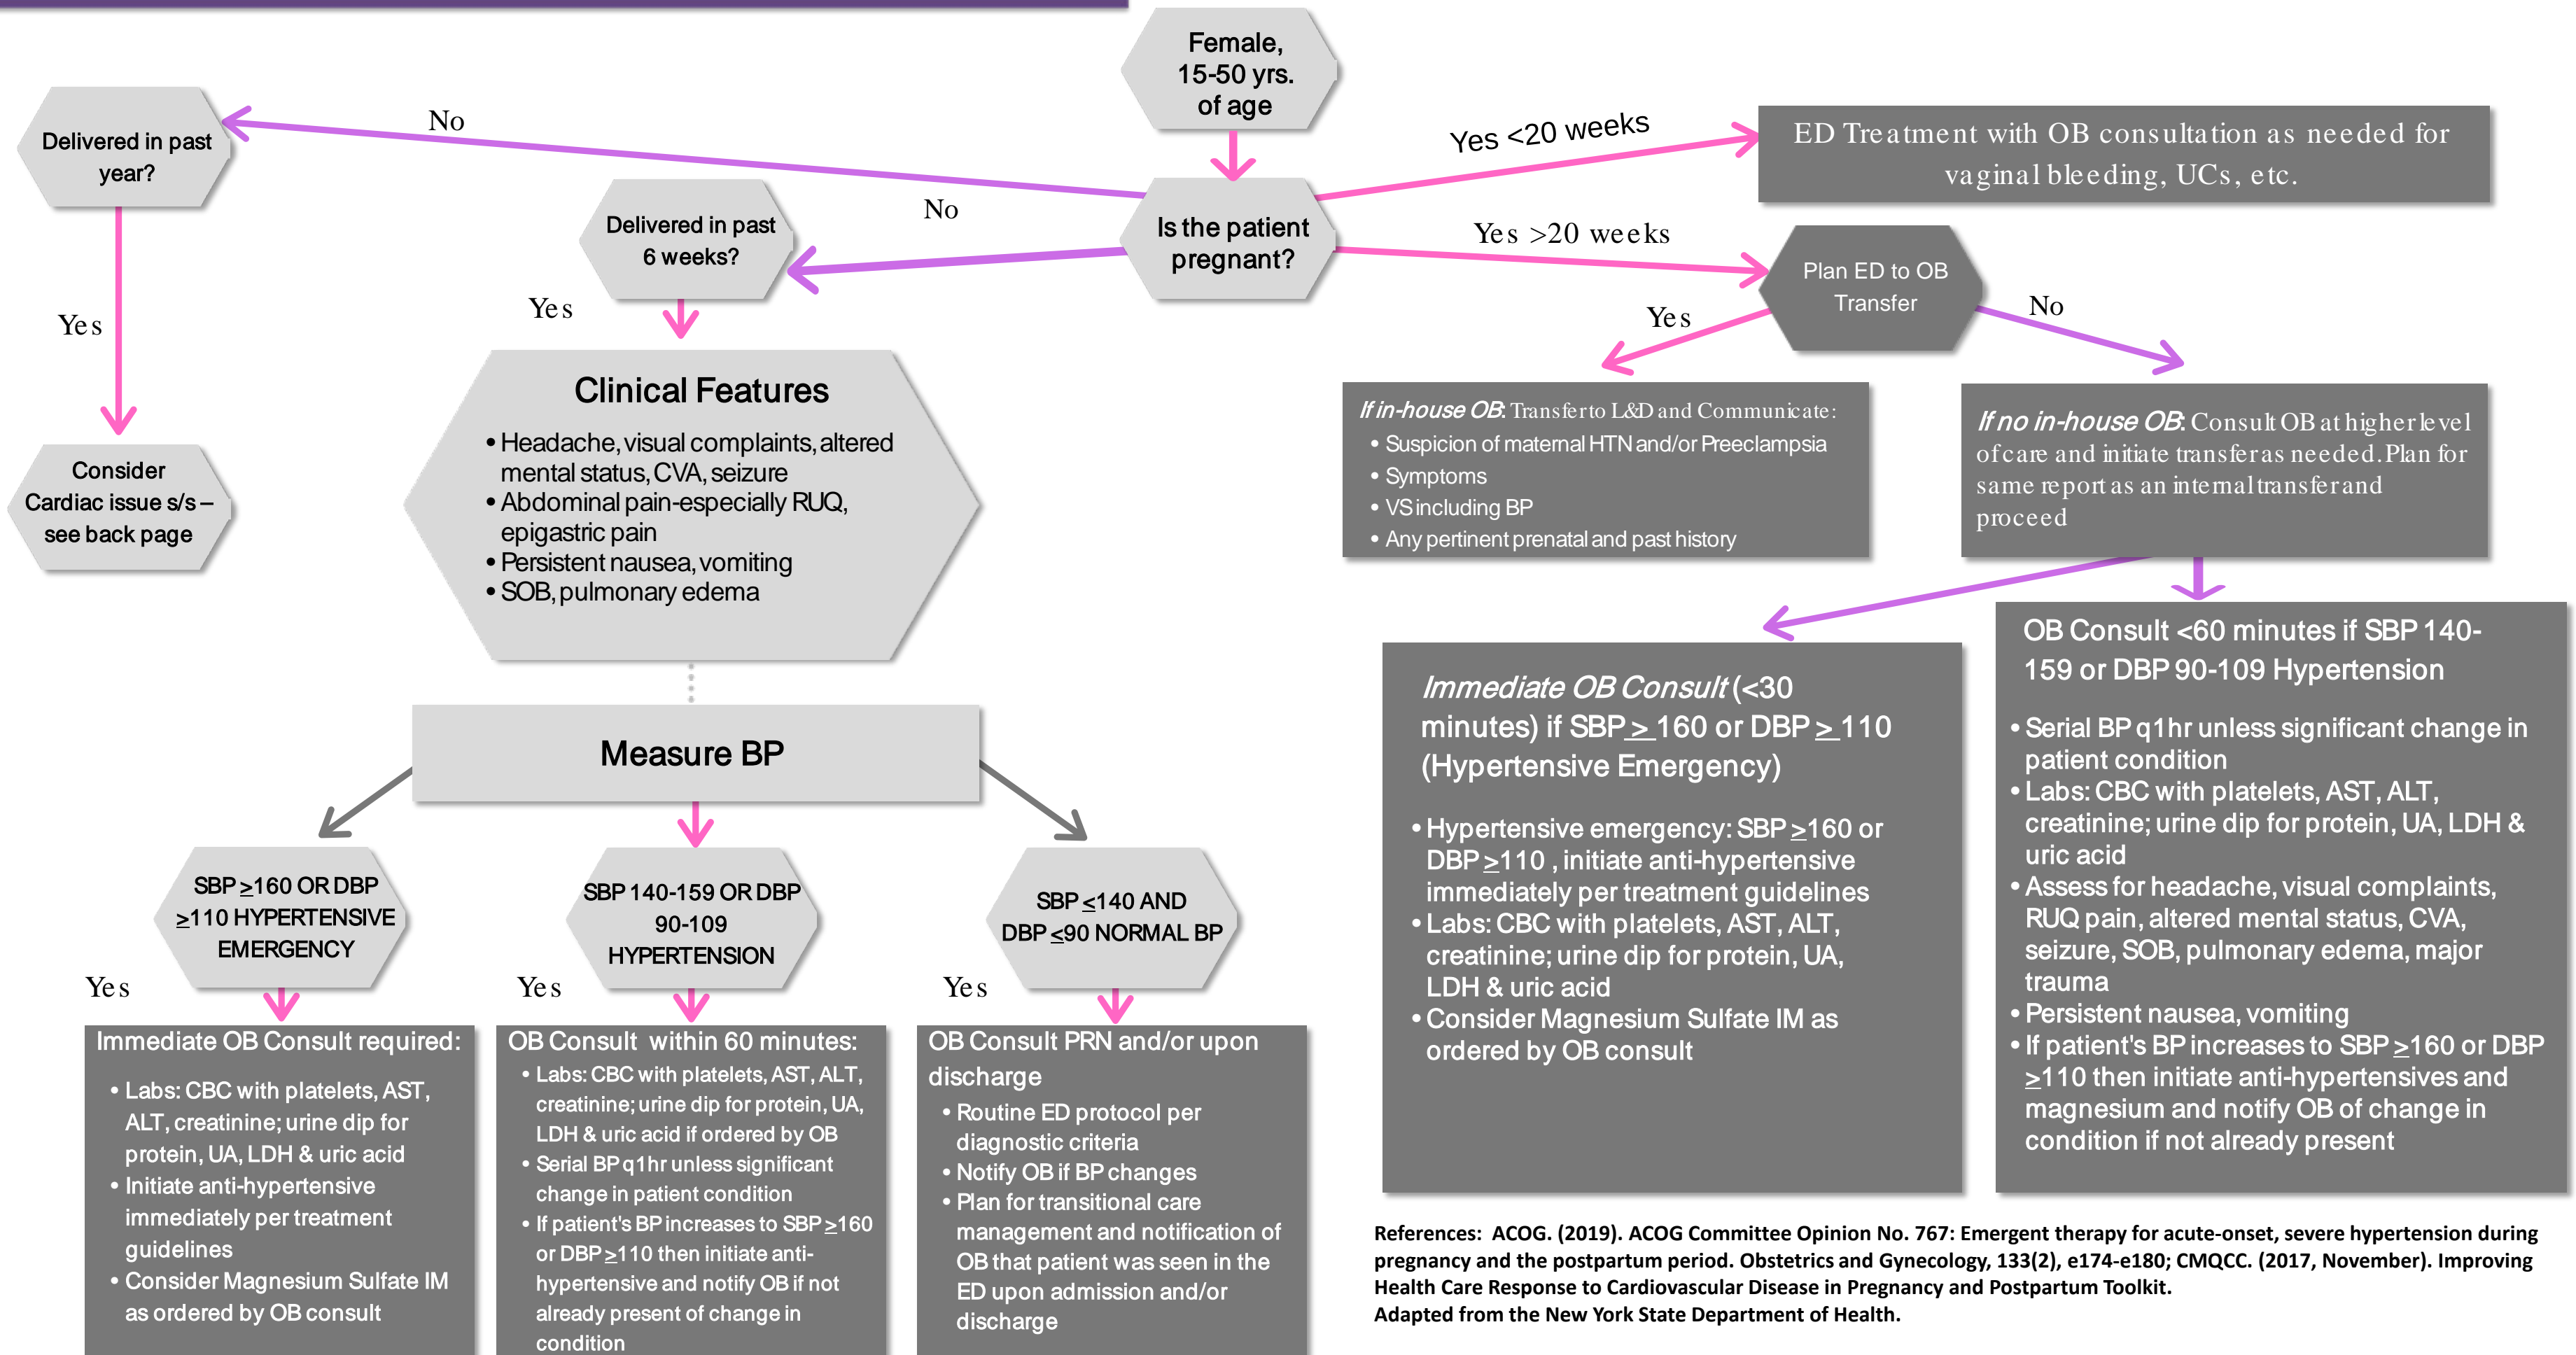 Female,
15-50 yrs.
of age
No
Delivered in past
year?
Yes
Consider
Cardiac issue s/s –
see back page
Is the patient
pregnant?
No
Delivered in past
6 weeks?
Yes
Yes <20 weeks
ED Treatment with OB consultation as needed for
vaginal bleeding, UCs, etc.
Yes >20 weeks
Plan ED to OB
Transfer
Yes
No
If in-house OB: Transfer to L&D and Communicate:
• Suspicion of maternal HTN and/or Preeclampsia
• Symptoms
• VS including BP
• Any pertinent prenatal and past history
If no in-house OB: Consult OB at higher level
of care and initiate transfer as needed. Plan for
same report as an internal transfer and
proceed
Clinical Features
• Headache, visual complaints, altered
mental status, CVA, seizure
• Abdominal pain-especially RUQ,
epigastric pain
• Persistent nausea, vomiting
• SOB, pulmonary edema
Measure BP
SBP ≥160 OR DBP
≥110 HYPERTENSIVE
EMERGENCY
Yes
Immediate OB Consult required:
• Labs: CBC with platelets, AST,
ALT, creatinine; urine dip for
protein, UA, LDH & uric acid
• Initiate anti-hypertensive
immediately per treatment
guidelines
• Consider Magnesium Sulfate IM
as ordered by OB consult
SBP 140-159 OR DBP
90-109
HYPERTENSION
Yes
OB Consult within 60 minutes:
• Labs: CBC with platelets, AST, ALT,
creatinine; urine dip for protein, UA,
LDH & uric acid if ordered by OB
• Serial BP q1hr unless significant
change in patient condition
• If patient's BP increases to SBP ≥160
or DBP ≥110 then initiate anti-
hypertensive and notify OB if not
already present of change in
condition
SBP ≤140 AND
DBP ≤90 NORMAL BP
Yes
OB Consult PRN and/or upon
discharge
• Routine ED protocol per
diagnostic criteria
• Notify OB if BP changes
• Plan for transitional care
management and notification of
OB that patient was seen in the
ED upon admission and/or
discharge
Immediate OB Consult (<30
minutes) if SBP ≥ 160 or DBP ≥ 110
(Hypertensive Emergency)
• Hypertensive emergency: SBP ≥160 or
DBP ≥110 , initiate anti-hypertensive
immediately per treatment guidelines
• Labs: CBC with platelets, AST, ALT,
creatinine; urine dip for protein, UA,
LDH & uric acid
• Consider Magnesium Sulfate IM as
ordered by OB consult
OB Consult <60 minutes if SBP 140-
159 or DBP 90-109 Hypertension
• Serial BP q1hr unless significant change in
patient condition
• Labs: CBC with platelets, AST, ALT,
creatinine; urine dip for protein, UA, LDH &
uric acid
• Assess for headache, visual complaints,
RUQ pain, altered mental status, CVA,
seizure, SOB, pulmonary edema, major
trauma
• Persistent nausea, vomiting
• If patient's BP increases to SBP ≥160 or DBP
≥110 then initiate anti-hypertensives and
magnesium and notify OB of change in
condition if not already present
References: ACOG. (2019). ACOG Committee Opinion No. 767: Emergent therapy for acute-onset, severe hypertension during
pregnancy and the postpartum period. Obstetrics and Gynecology, 133(2), e174-e180; CMQCC. (2017, November). Improving
Health Care Response to Cardiovascular Disease in Pregnancy and Postpartum Toolkit.
Adapted from the New York State Department of Health.